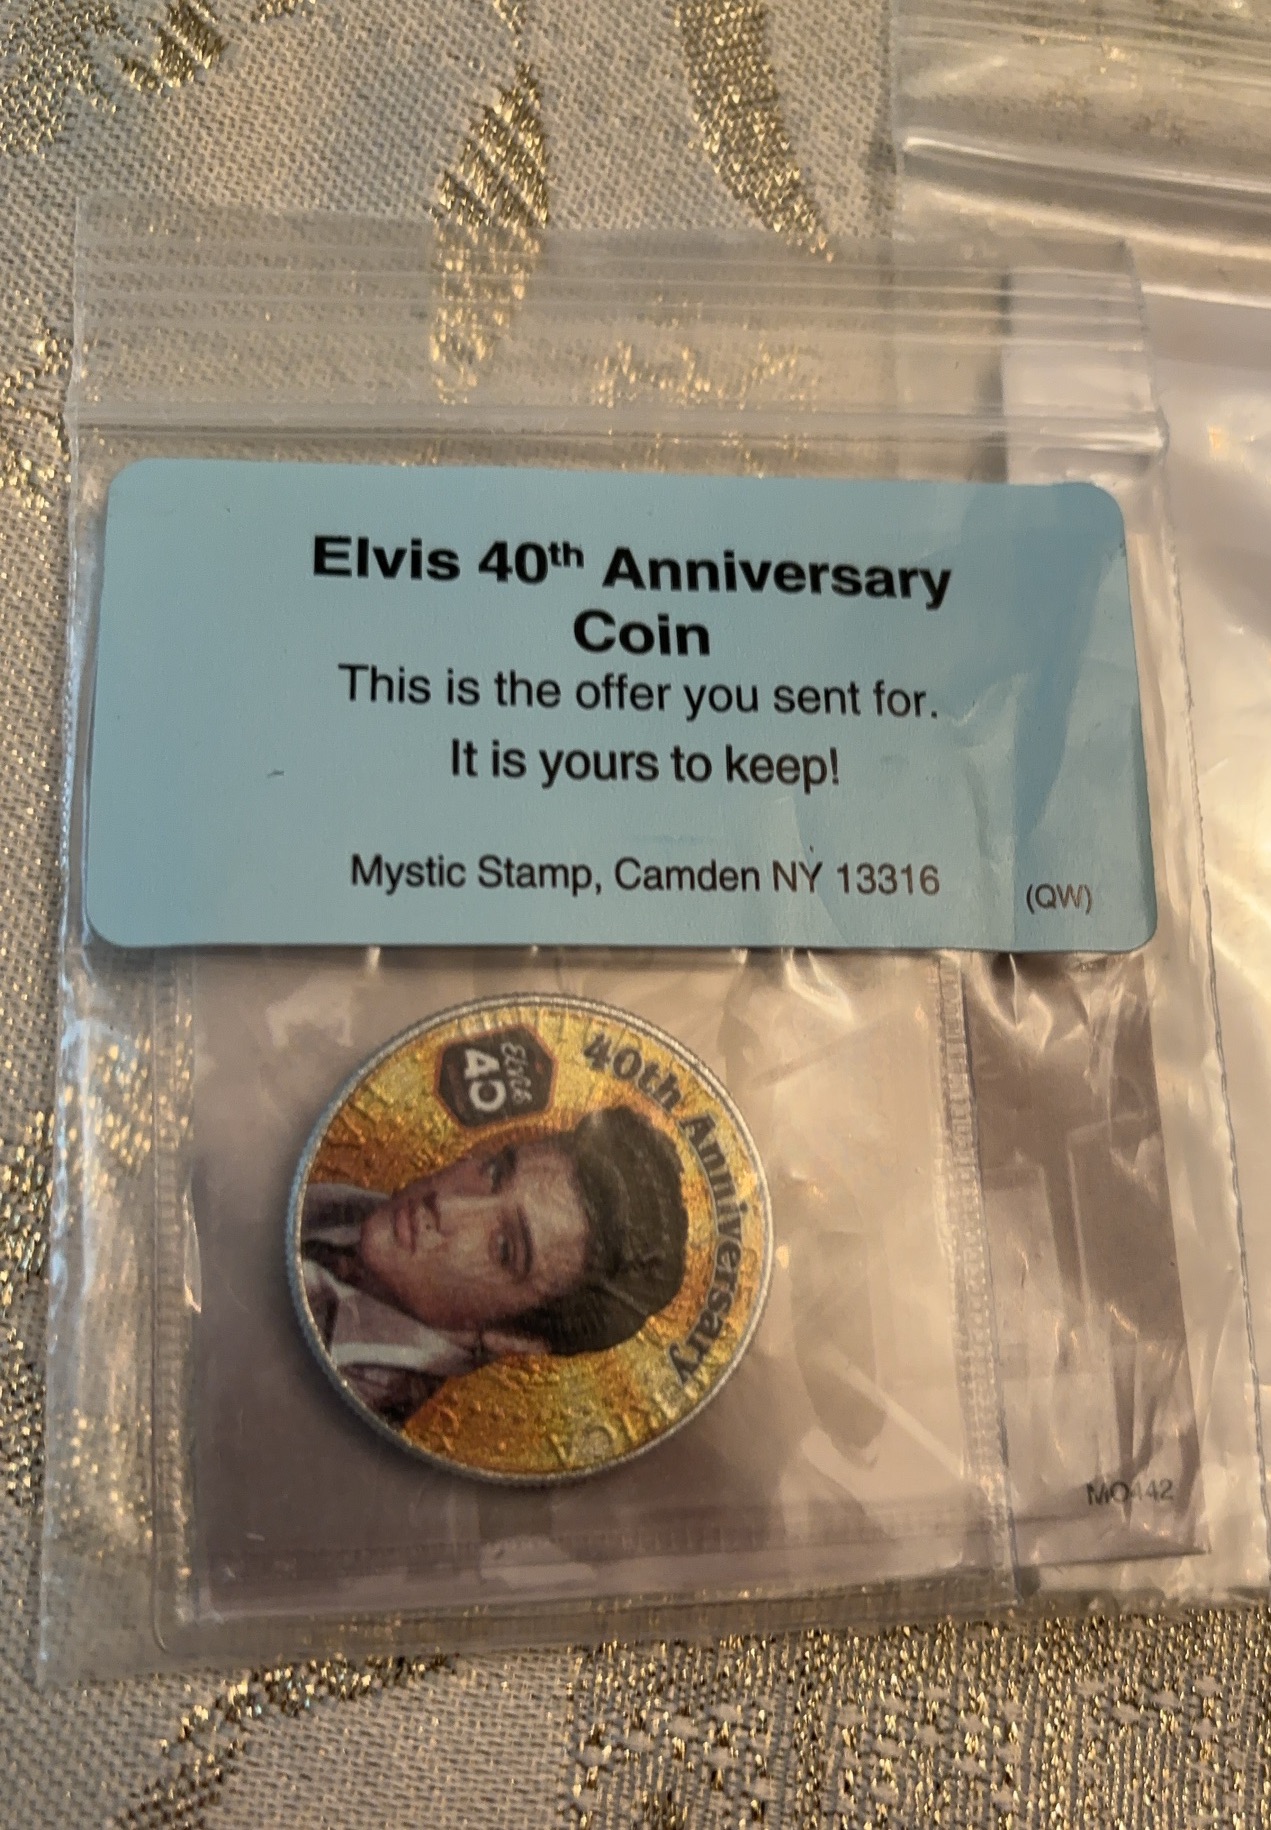 Elvis 40th Anniversary
Coin
This is the offer you sent for.
It is yours to keep!
Mystic Stamp, Camden NY 13316
(QW)
Elvis
40
40th Anniversary
MO442